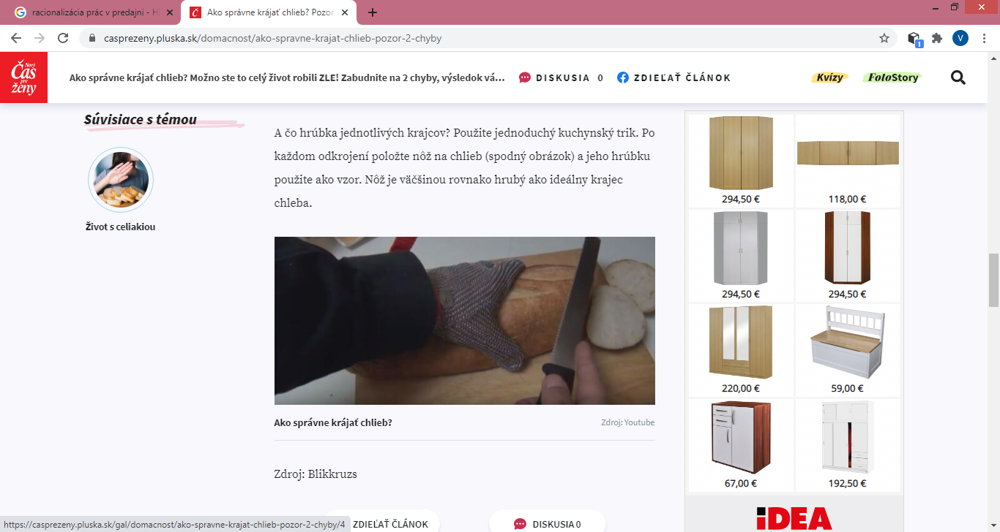 racionalizácia prác v predajni - H
Ako správne krájať chlieb? Pozor
casprezeny.pluska.sk/domacnost/ako-spravne-krajat-chlieb-pozor-2-chyby
1
V
Nový
Čas
pre
ženy
Ako správne krájať chlieb? Možno ste to celý život robili ZLE! Zabudnite na 2 chyby, výsledok vá...
DISKUSIA 0
ZDIEĽAŤ ČLÁNOK
Kvízy
FotoStory
Súvisiace s témou
Život s celiakiou
A čo hrúbka jednotlivých krajcov? Použite jednoduchý kuchynský trik. Po
každom odkrojení položte nôž na chlieb (spodný obrázok) a jeho hrúbku
použite ako vzor. Nôž je väčšinou rovnako hrubý ako ideálny krajec
chleba.
Ako správne krájať chlieb?
Zdroj: Youtube
Zdroj: Blikkruzs
ZDIEĽAŤ ČLÁNOK
DISKUSIA 0
294,50 €
118,00 €
294,50 €
294,50 €
220,00 €
59,00 €
67,00 €
192,50 €
iDEA
https://casprezeny.pluska.sk/gal/domacnost/ako-spravne-krajat-chlieb-pozor-2-chyby/4